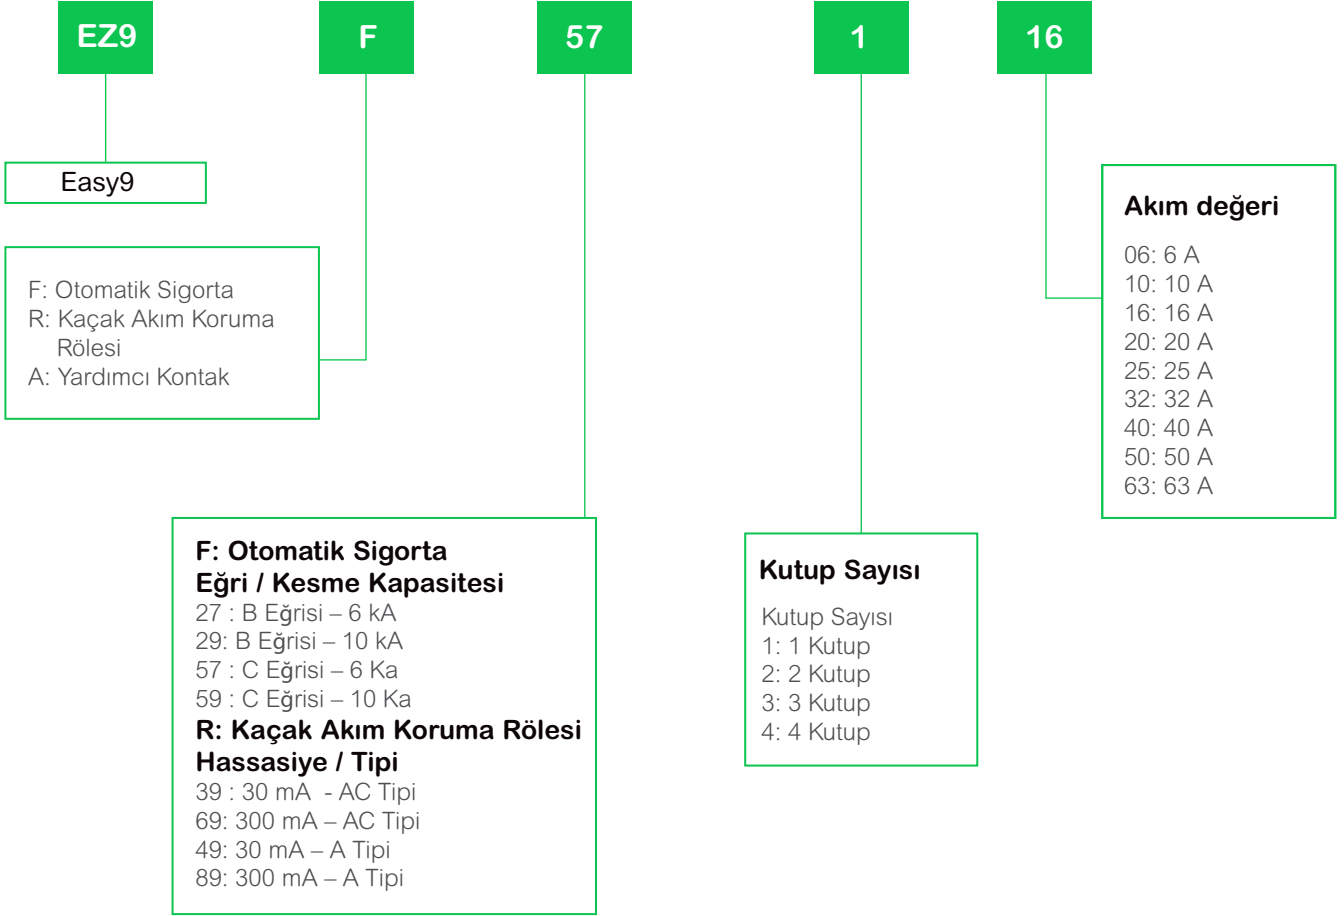 EZ9
F
57
1
16
Easy9
F: Otomatik Sigorta
R: Kaçak Akım Koruma
Rölesi
A: Yardımcı Kontak
Akım değeri
06: 6 A
10: 10 A
16: 16 A
20: 20 A
25: 25 A
32: 32 A
40: 40 A
50: 50 A
63: 63 A
F: Otomatik Sigorta
Eğri / Kesme Kapasitesi
27 : B Eğrisi – 6 kA
29: B Eğrisi – 10 kA
57 : C Eğrisi – 6 Ka
59 : C Eğrisi – 10 Ka
R: Kaçak Akım Koruma Rölesi
Hassasiye / Tipi
39 : 30 mA - AC Tipi
69: 300 mA – AC Tipi
49: 30 mA – A Tipi
89: 300 mA – A Tipi
Kutup Sayısı
Kutup Sayısı
1: 1 Kutup
2: 2 Kutup
3: 3 Kutup
4: 4 Kutup